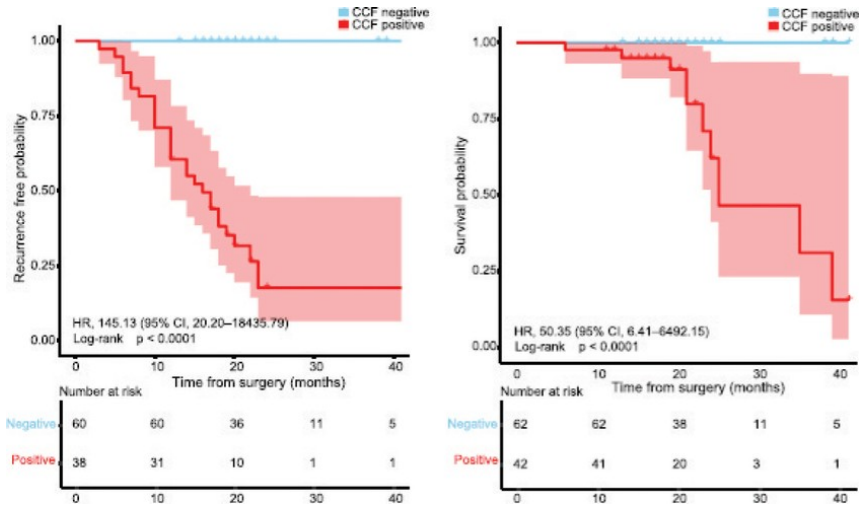 CCF negative
CCF positive
1.00
0.75
0.50
0.25
0.00
Recurrence free probability
HR, 145.13 (95% CI, 20.20–18435.79)
Log-rank p < 0.0001
0 10 20 30 40
Time from surgery (months)
Number at risk
Negative 60 60 36 11 5
Positive 38 31 10 1 1
0 10 20 30 40
CCF negative
CCF positive
1.00
0.75
0.50
0.25
0.00
Survival probability
HR, 50.35 (95% CI, 6.41–6492.15)
Log-rank p < 0.0001
0 10 20 30 40
Time from surgery (months)
Number at risk
Negative 62 62 38 11 5
Positive 42 41 20 3 1
0 10 20 30 40